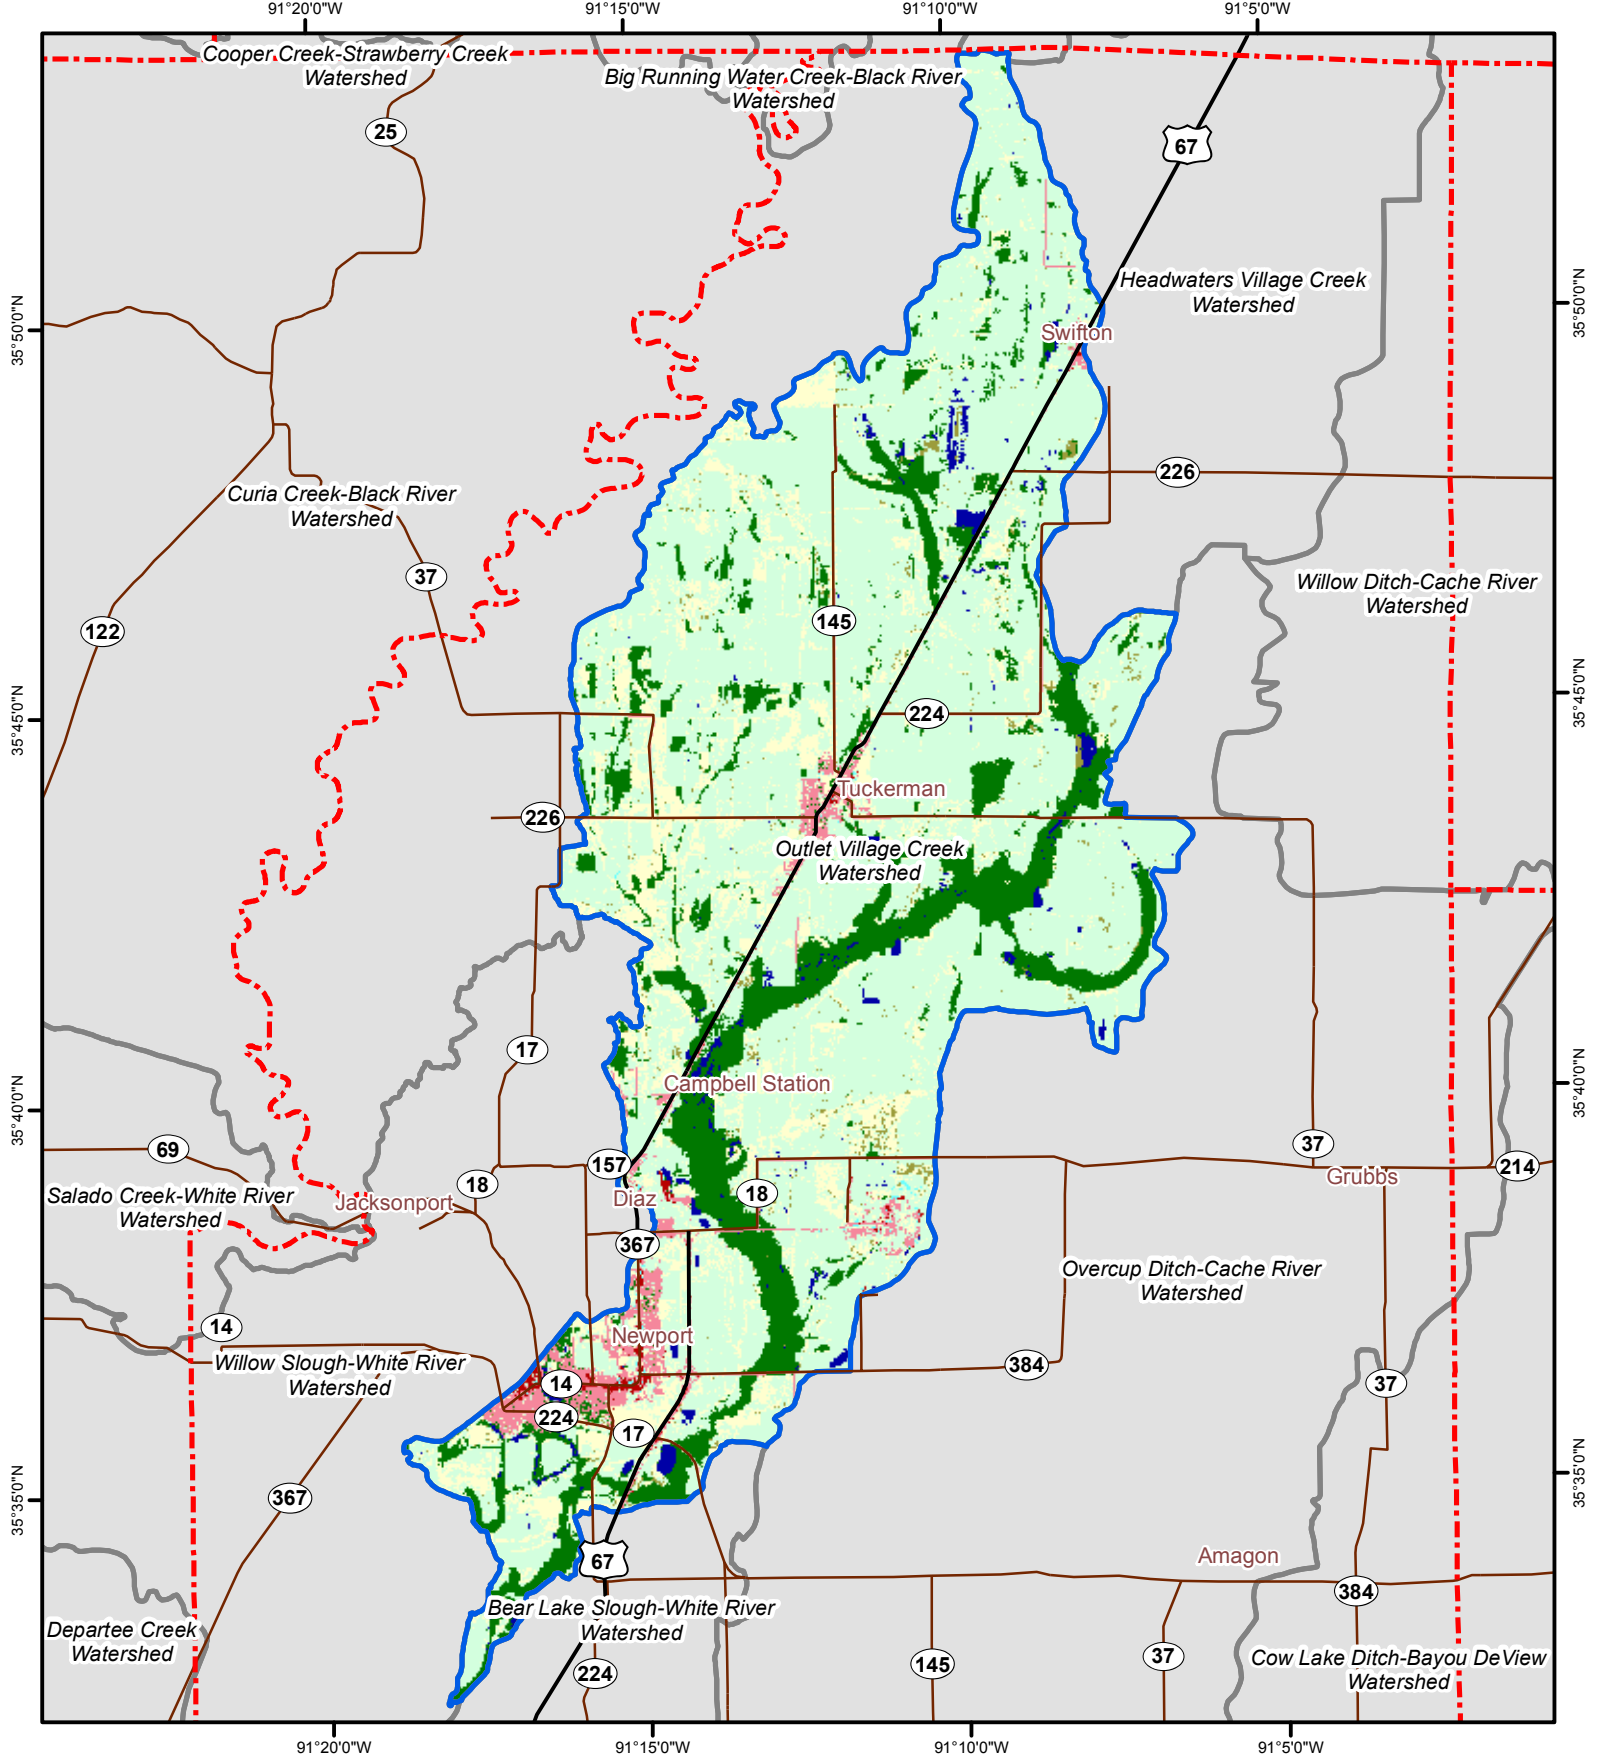 91°20'0"W
91°15'0"W
91°10'0"W
91°5'0"W
Cooper Creek-Strawberry Creek
Watershed
Big Running Water Creek-Black River
Watershed
25
67
Headwaters Village Creek
Watershed
35°50'0"N
35°50'0"N
Swifton
226
Curia Creek-Black River
Watershed
37
Willow Ditch-Cache River
Watershed
122
145
35°45'0"N
35°45'0"N
224
Tuckerman
226
Outlet Village Creek
Watershed
17
Campbell Station
35°40'0"N
35°40'0"N
69
157
37
214
18
18
Grubbs
Salado Creek-White River
Watershed
Jacksonport
Diaz
367
Overcup Ditch-Cache River
Watershed
14
Newport
Willow Slough-White River
Watershed
384
14
37
224
17
35°35'0"N
35°35'0"N
367
67
Amagon
384
Bear Lake Slough-White River
Watershed
Departee Creek
Watershed
224
145
37
Cow Lake Ditch-Bayou DeView
Watershed
91°20'0"W
91°15'0"W
91°10'0"W
91°5'0"W